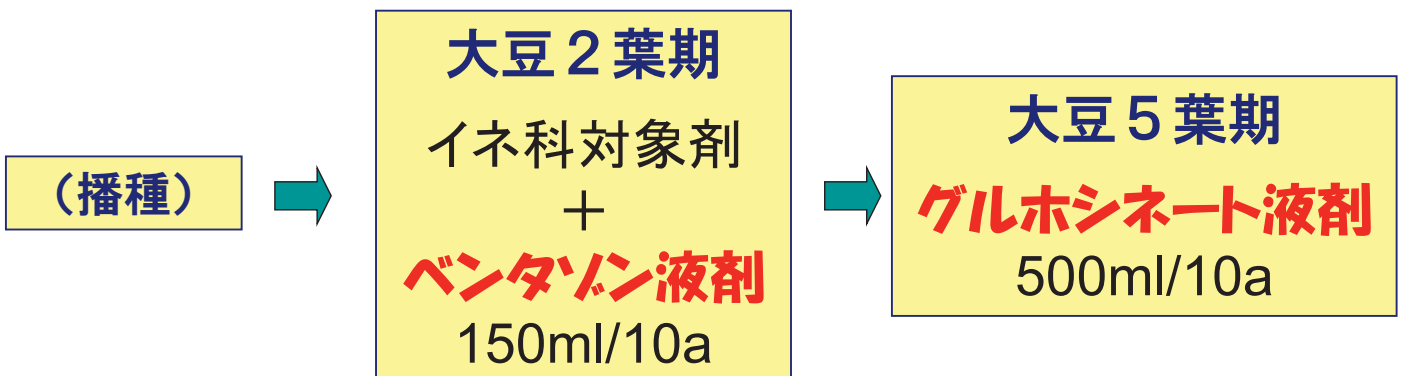 （播種）
大豆２葉期
イネ科対象剤
＋
ベンタゾン液剤
150ml/10a
大豆５葉期
グルホシネート液剤
500ml/10a